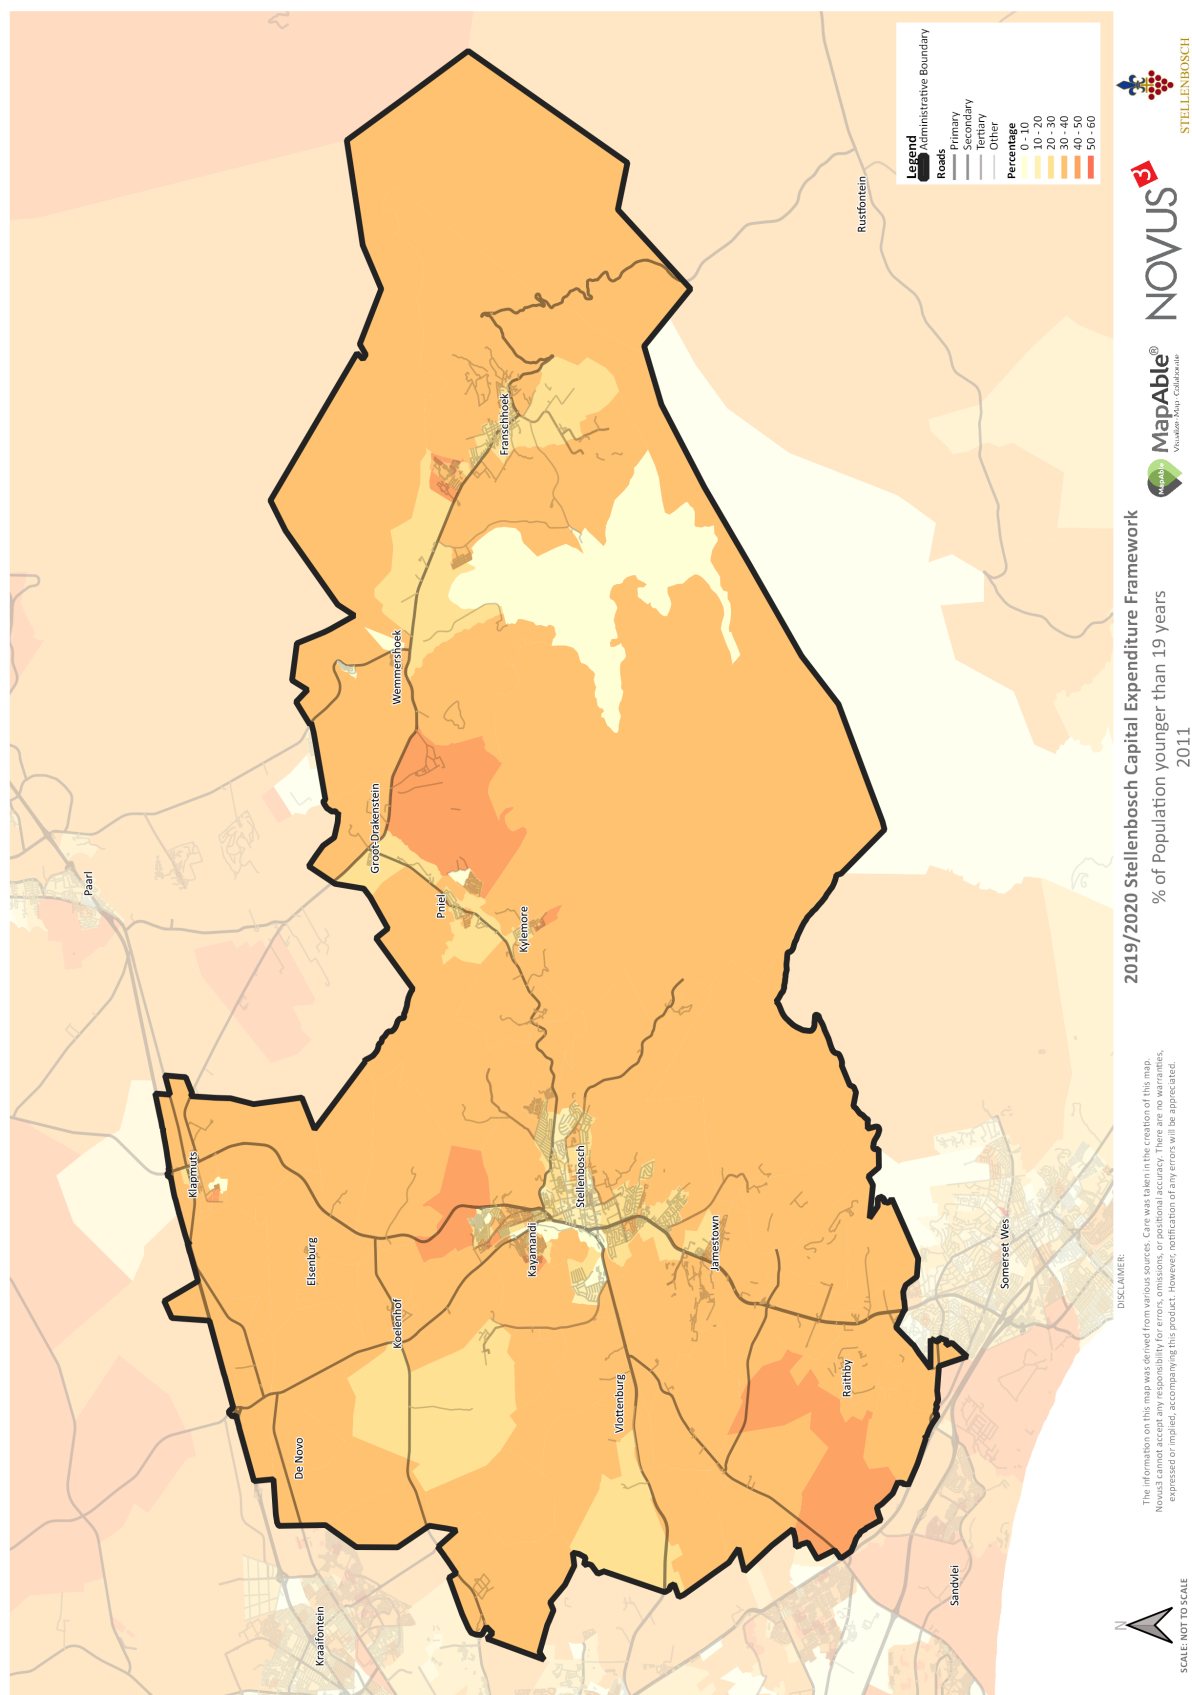 2019/2020 Stellenbosch Capital Expenditure Framework
% of Population younger than 19 years
2011
Legend
Administrative Boundary
Roads
Primary
Secondary
Tertiary
Other
Percentage
0 - 10
10 - 20
20 - 30
30 - 40
40 - 50
50 - 60
Paarl
Klapmuts
Groot-Drakenstein
Wemmershoek
Franschhoek
Rustfontein
Pniel
Kylemore
Elsenburg
Koelenhof
De Novo
Kraaifontein
Kayamandi
Stellenbosch
Jamestown
Vlottenburg
Raithby
Somerset Wes
Sandvlei
N
SCALE: NOT TO SCALE
DISCLAIMER:
The information on this map was derived from various sources. Care was taken in the creation of this map.
Novus3 cannot accept any responsibility for errors, omissions, or positional accuracy. There are no warranties,
expressed or implied, accompanying this product. However, notification of any errors will be appreciated.
MapAble
MapAble®
Visualize · Map · Collaborate
NOVUS3
STELLENBOSCH